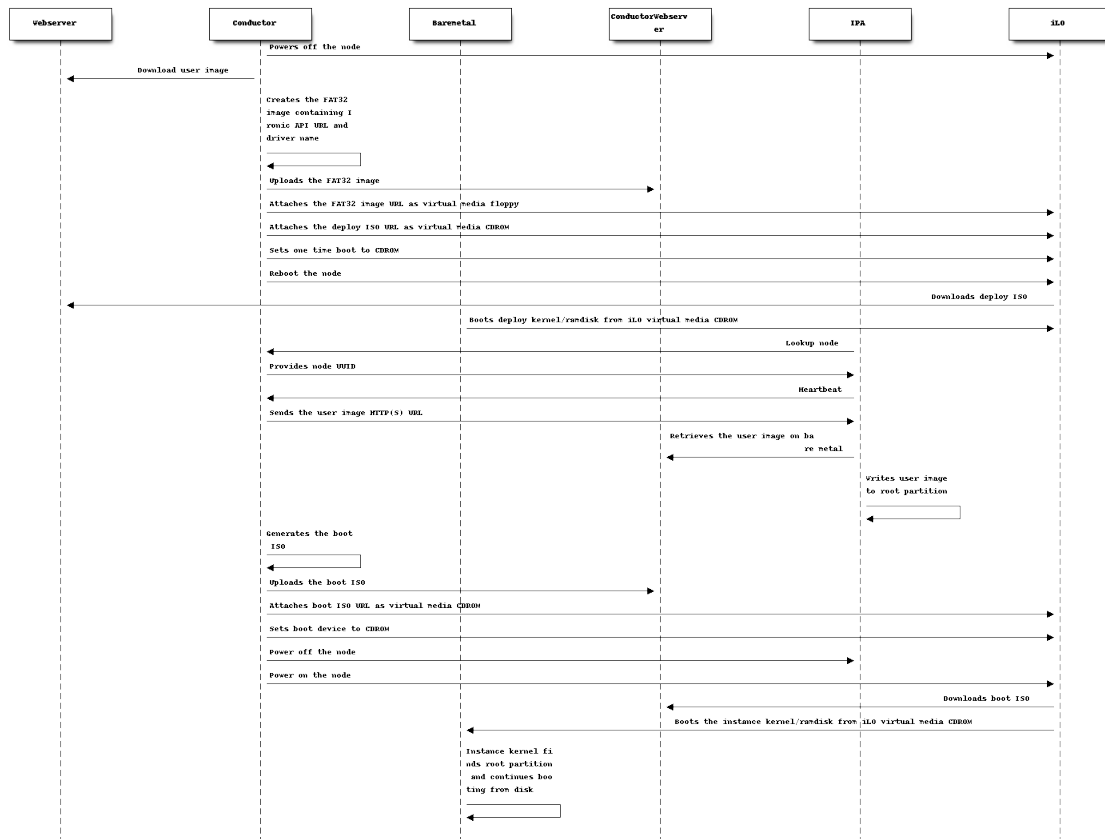 Webserver
Conductor
Baremetal
ConductorWebserv
er
IPA
iLO
Powers off the node
Download user image
Creates the FAT32
image containing I
ronic API URL and
driver name
Uploads the FAT32 image
Attaches the FAT32 image URL as virtual media floppy
Attaches the deploy ISO URL as virtual media CDROM
Sets one time boot to CDROM
Reboot the node
Downloads deploy ISO
Boots deploy kernel/ramdisk from iLO virtual media CDROM
Lookup node
Provides node UUID
Heartbeat
Sends the user image HTTP(S) URL
Retrieves the user image on ba
re metal
Writes user image
to root partition
Generates the boot
ISO
Uploads the boot ISO
Attaches boot ISO URL as virtual media CDROM
Sets boot device to CDROM
Power off the node
Power on the node
Downloads boot ISO
Boots the instance kernel/ramdisk from iLO virtual media CDROM
Instance kernel fi
nds root partition
and continues boo
ting from disk